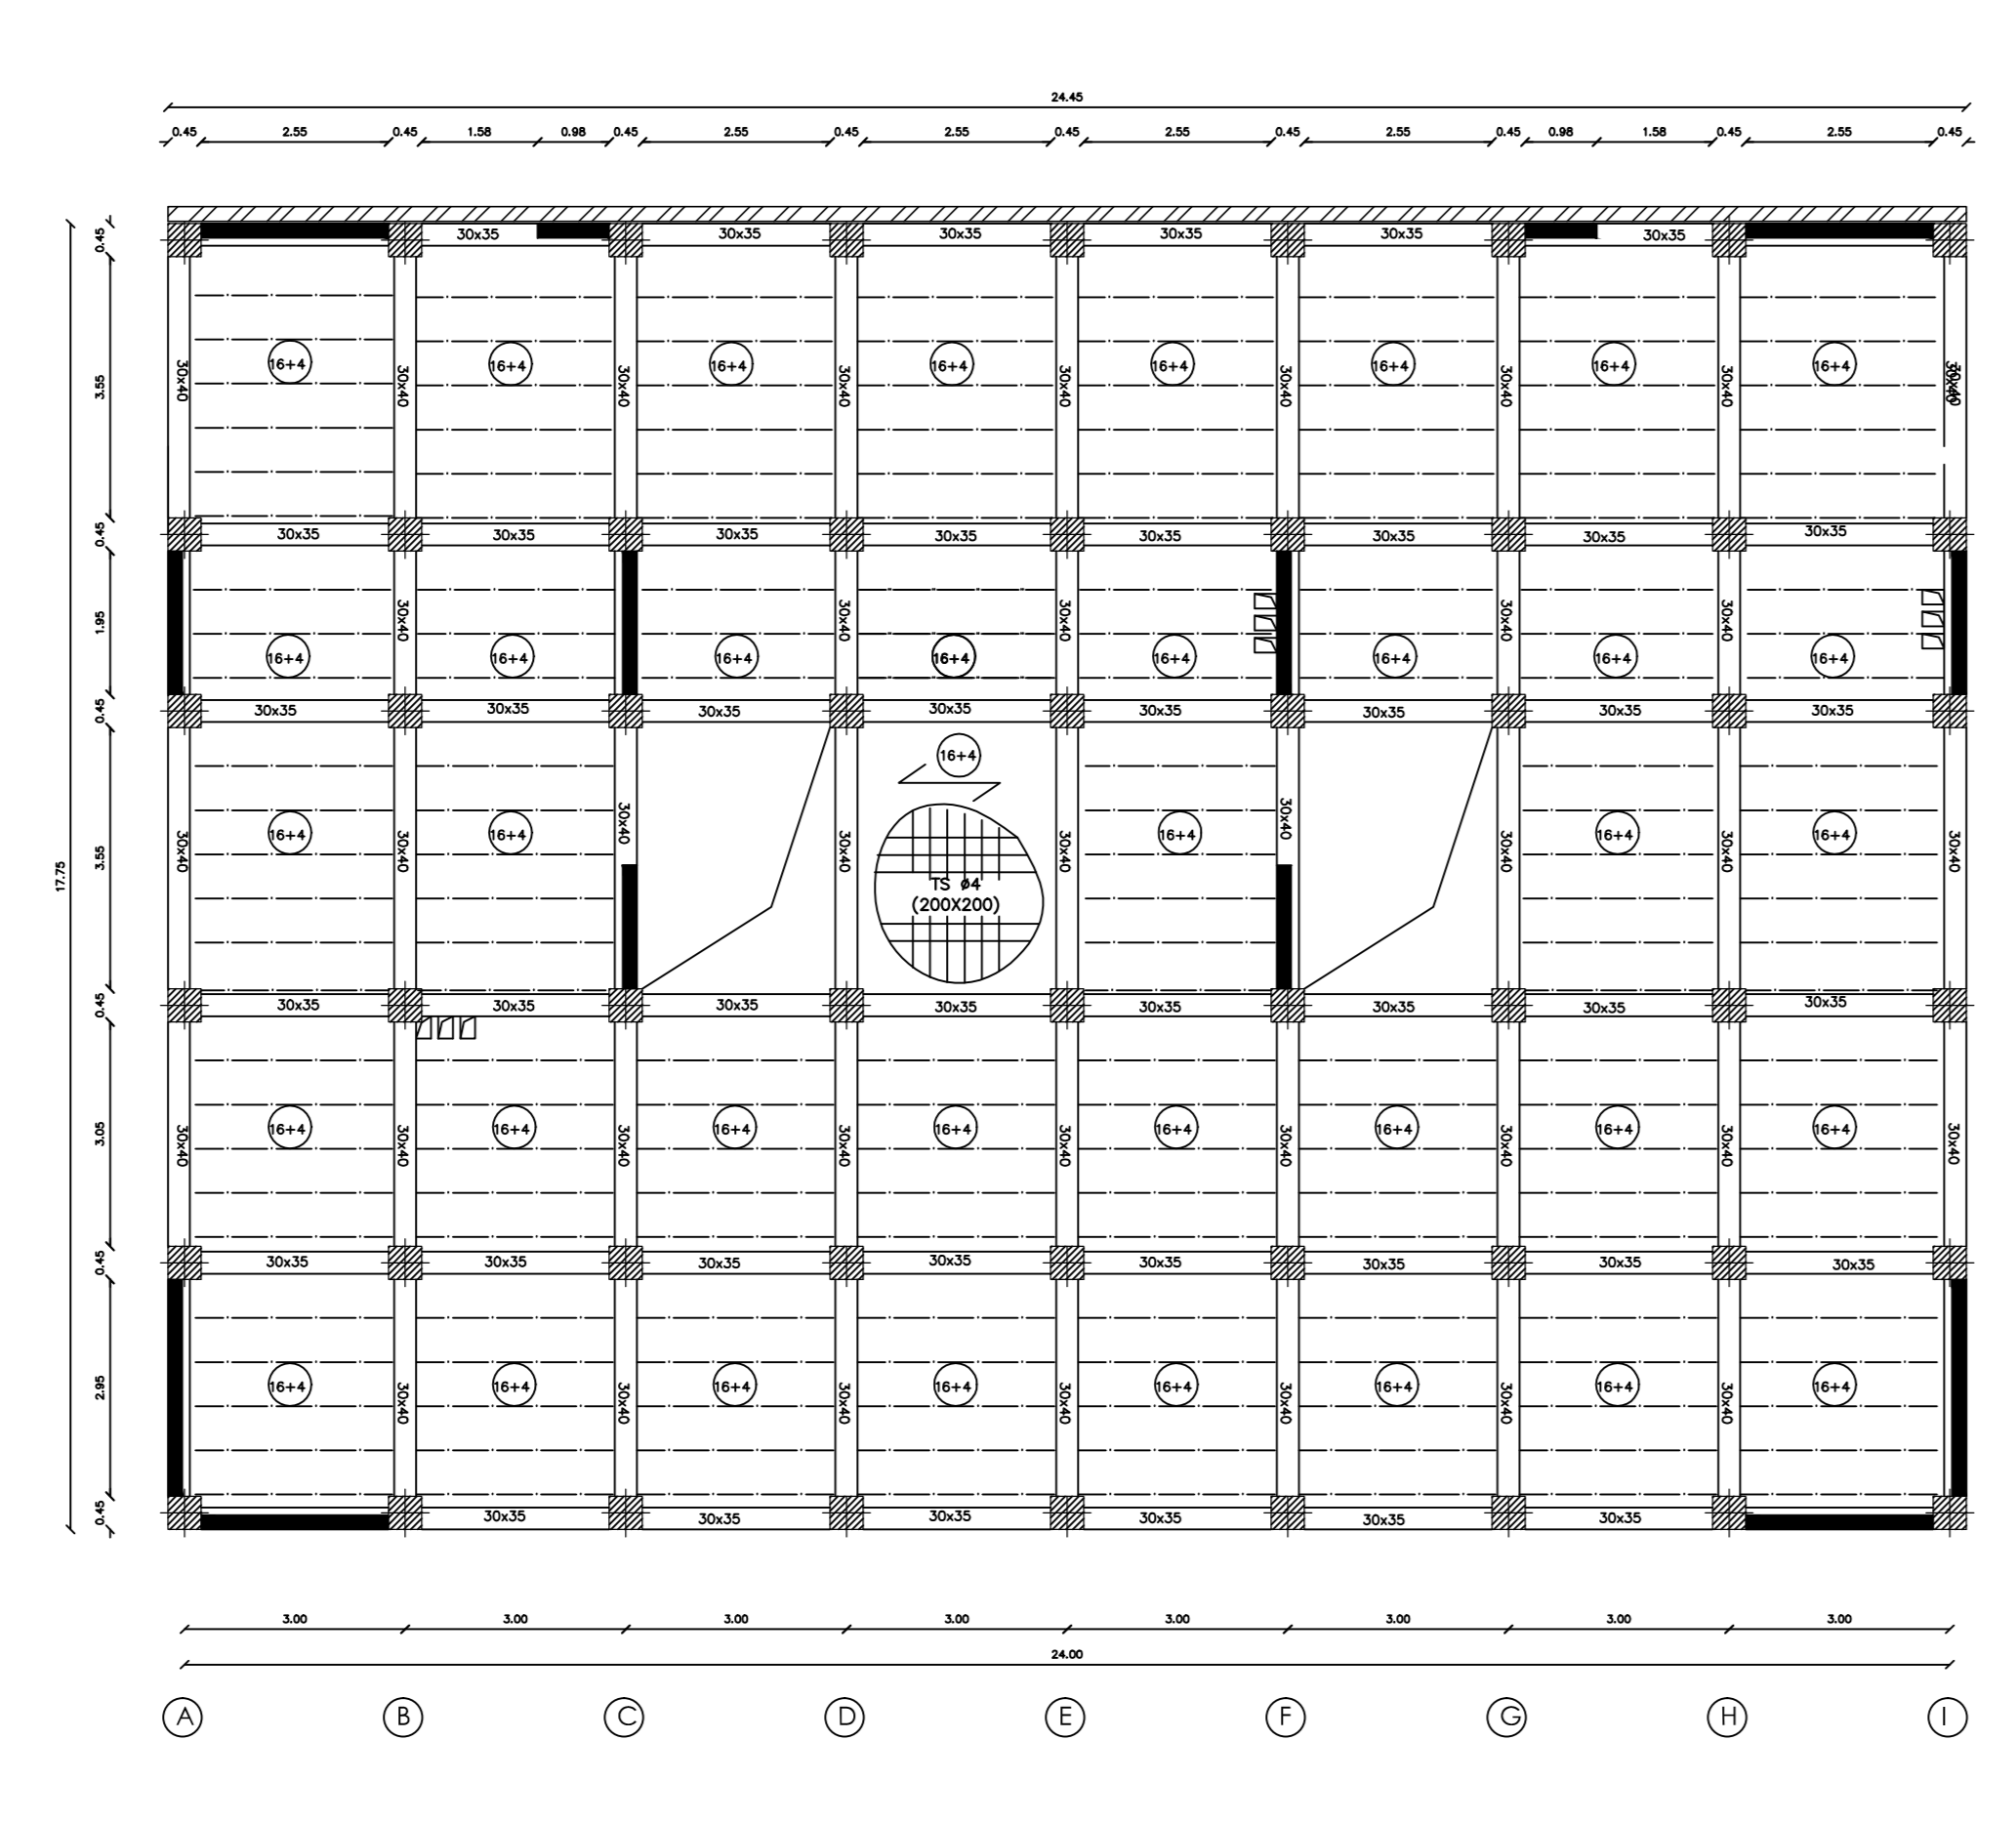 24.45
0.45 2.55 0.45 1.58 0.98 0.45 2.55 0.45 2.55 0.45 2.55 0.45 2.55 0.45 0.98 1.58 0.45 2.55 0.45
0.45
30x35 30x35 30x35 30x35 30x35 30x35
16+4 16+4 16+4 16+4 16+4 16+4 16+4 16+4
3.55
30x40 30x40 30x40 30x40 30x40 30x40 30x40 30x40 30x40
0.45
30x35 30x35 30x35 30x35 30x35 30x35 30x35 30x35
1.95
30x40 30x40 30x40 30x40 30x40
16+4 16+4 16+4 16+4 16+4 16+4 16+4 16+4
0.45
30x35 30x35 30x35 30x35 30x35 30x35 30x35 30x35
16+4
16+4 16+4 16+4 16+4 16+4
17.75
3.55
30x40 30x40 30x40 30x40 30x40 30x40 30x40 30x40 30x40
TS ø4
(200X200)
0.45
30x35 30x35 30x35 30x35 30x35 30x35 30x35 30x35
16+4 16+4 16+4 16+4 16+4 16+4 16+4 16+4
3.05
30x40 30x40 30x40 30x40 30x40 30x40 30x40 30x40 30x40
0.45
30x35 30x35 30x35 30x35 30x35 30x35 30x35 30x35
16+4 16+4 16+4 16+4 16+4 16+4 16+4 16+4
2.95
30x40 30x40 30x40 30x40 30x40 30x40 30x40
0.45
30x35 30x35 30x35 30x35 30x35 30x35
3.00 3.00 3.00 3.00 3.00 3.00 3.00 3.00
24.00
A B C D E F G H I